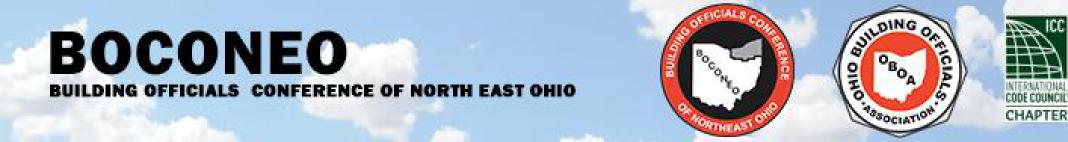 BOCONEO
BUILDING OFFICIALS CONFERENCE OF NORTH EAST OHIO
BUILDING OFFICIALS CONFERENCE
BOCONEO
OF NORTHEAST OHIO
BUILDING OFFICIALS
OBOA
OHIO
ASSOCIATION
ICC
INTERNATIONAL
CODE COUNCIL
CHAPTER